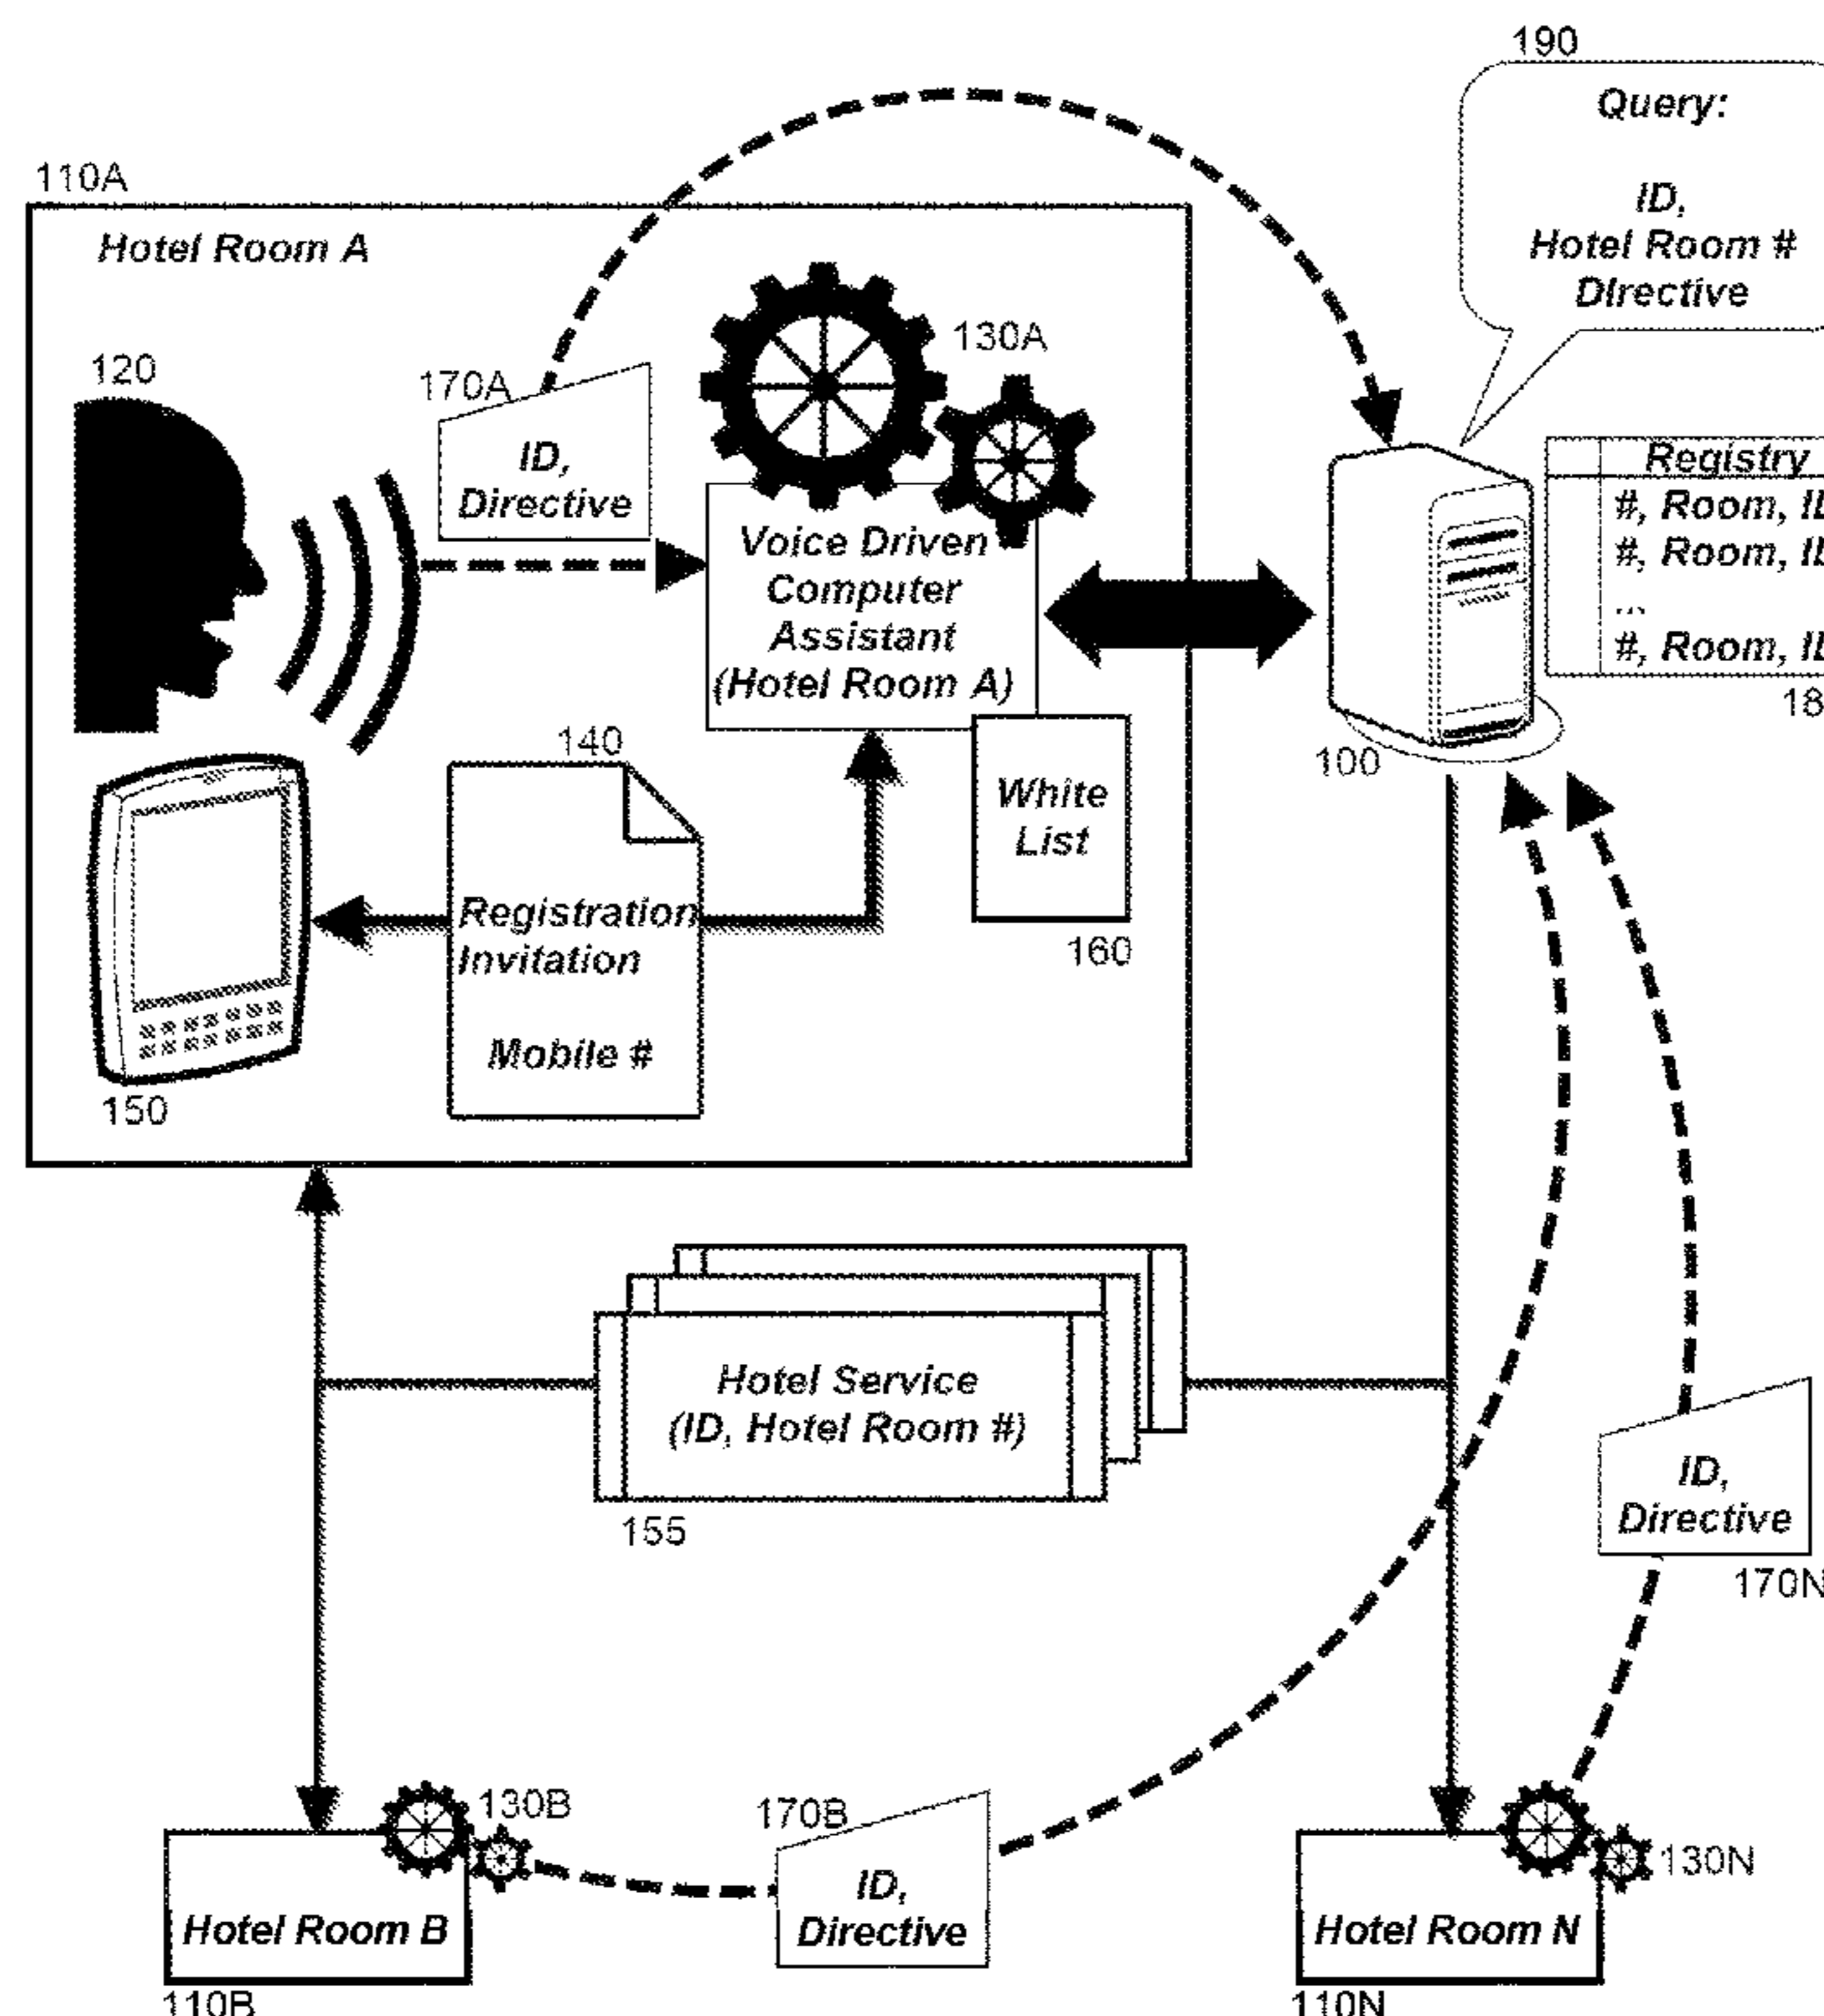 190
Query:
ID,
Hotel Room #
DIrective
110A
Hotel Room A
120
170A
ID,
Directive
130A
Voice Driven
Computer
Assistant
(Hotel Room A)
Registry
#, Room,
#, Room,
...
#, Room,
100
140
Registration
Invitation
Mobile #
White
List
160
150
Hotel Service
(ID, Hotel Room #)
155
ID,
Directive
170N
130B
170B
ID,
Directive
Hotel Room B
110B
130N
Hotel Room N
110N